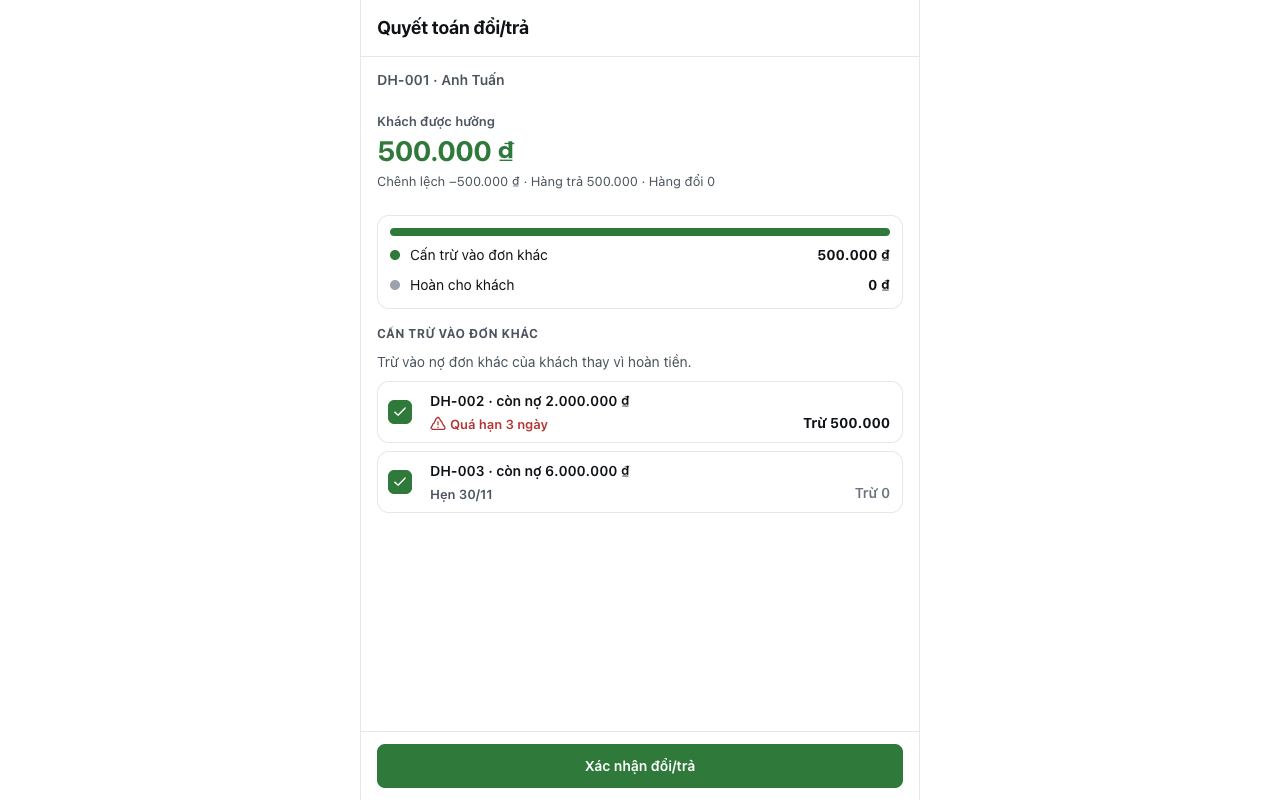 Quyết toán đổi/trả
DH-001 · Anh Tuấn
Khách được hưởng
500.000 ₫
Chênh lệch −500.000 ₫ · Hàng trả 500.000 · Hàng đổi 0
Cấn trừ vào đơn khác 500.000 ₫
Hoàn cho khách 0 ₫
CẤN TRỪ VÀO ĐƠN KHÁC
Trừ vào nợ đơn khác của khách thay vì hoàn tiền.
DH-002 · còn nợ 2.000.000 ₫
Quá hạn 3 ngày Trừ 500.000
DH-003 · còn nợ 6.000.000 ₫
Hẹn 30/11 Trừ 0
Xác nhận đổi/trả